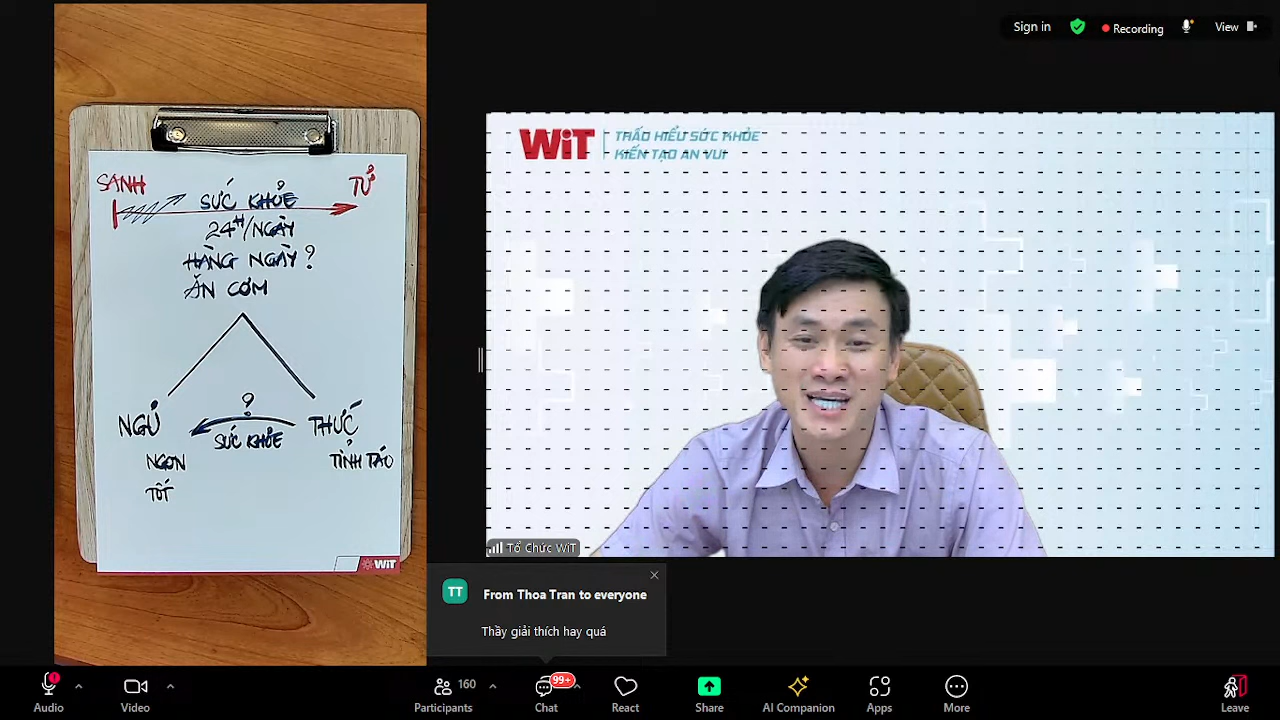 Sign in
Recording
View
SANH
TỬ
SỨC KHỎE
24H/NGÀY
HÀNG NGÀY?
ĂN CƠM
?
NGỦ
SỨC KHỎE
THỨC
NGON
TỈNH TÁO
TỐT
WiT
WiT
THẤO HIỂU SỨC KHỎE
KIẾN TẠO AN VUI
Tổ Chức WiT
TT
From Thoa Tran to everyone
Thầy giải thích hay quá
Audio
Video
160
Participants
99+
Chat
React
Share
AI Companion
Apps
More
Leave